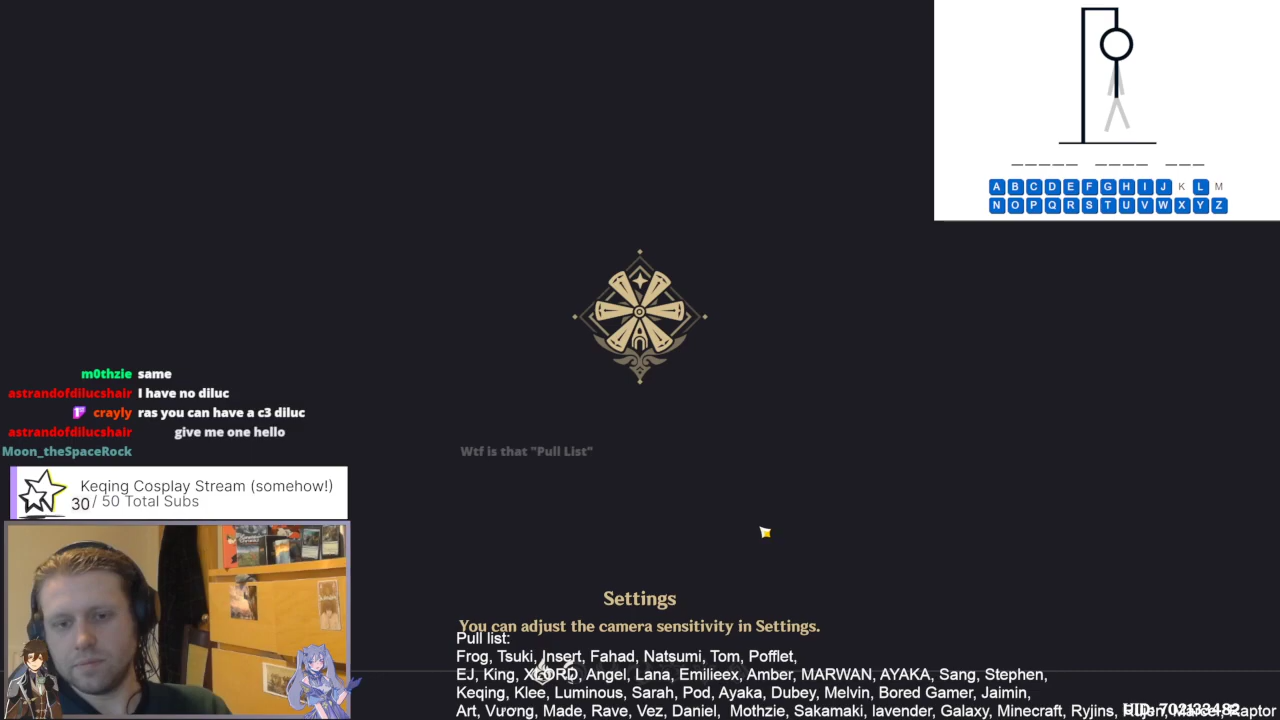 A B C D E F G H I J K L M
N O P Q R S T U V W X Y Z
m0thzie same
astrandofdilucshair I have no diluc
crayly ras you can have a c3 diluc
astrandofdilucshair give me one hello
Moon_theSpaceRock Wtf is that "Pull List"
Keqing Cosplay Stream (somehow!)
30 / 50 Total Subs
Settings
You can adjust the camera sensitivity in Settings.
Pull list:
Frog, Tsuki, Insert, Fahad, Natsumi, Tom, Pofflet,
EJ, King, Angel, Lana, Emilieex, Amber, MARWAN, AYAKA, Sang, Stephen,
Keqing, Klee, Luminous, Sarah, Pod, Ayaka, Dubey, Melvin, Bored Gamer, Jaimin,
Art, Vương, Made, Rave, Vez, Daniel, Mothzie, Sakamaki, lavender, Galaxy, Minecraft, Ryjins, Raptor
UID: 702133482